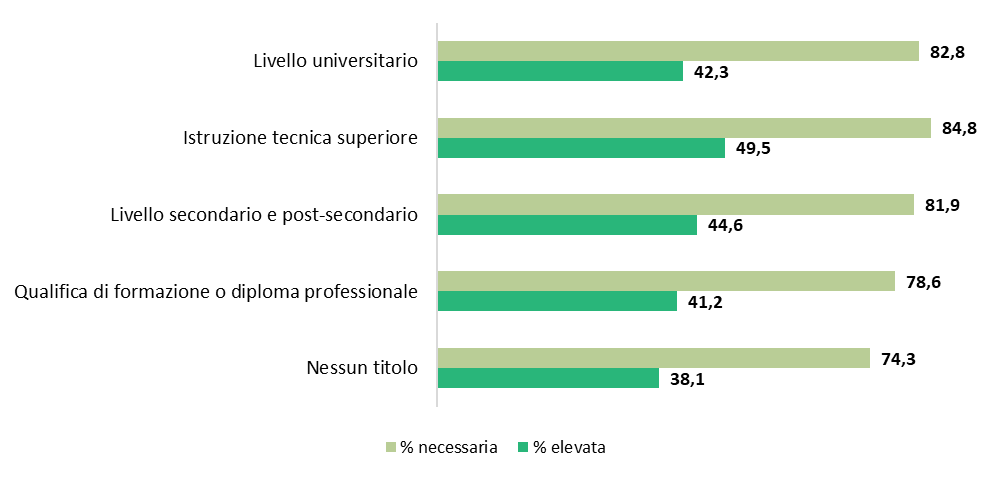 Livello universitario
82,8
42,3
Istruzione tecnica superiore
84,8
49,5
Livello secondario e post-secondario
81,9
44,6
Qualifica di formazione o diploma professionale
78,6
41,2
Nessun titolo
74,3
38,1
% necessaria % elevata